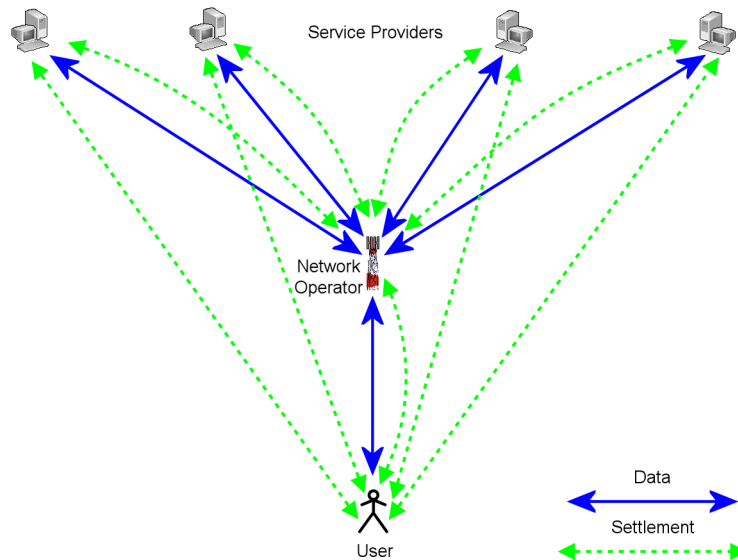 Service Providers
Network
Operator
Data
Settlement
User